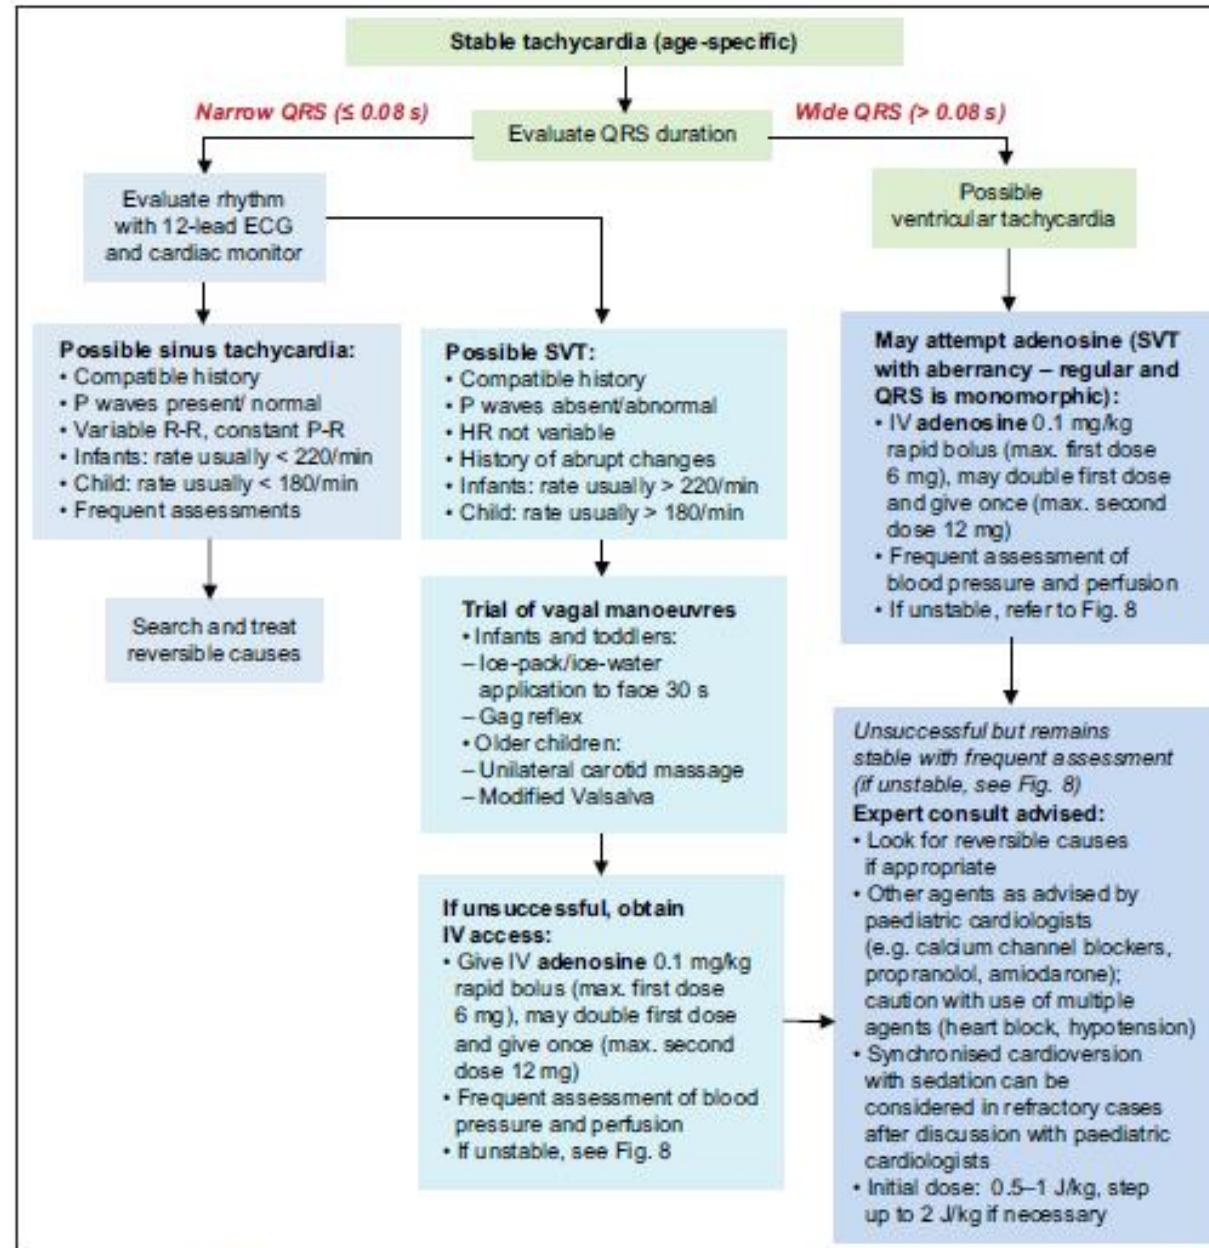 Stable tachycardia (age-specific)
Narrow QRS (≤ 0.08 s)
Wide QRS (> 0.08 s)
Evaluate QRS duration
Evaluate rhythm
with 12-lead ECG
and cardiac monitor
Possible
ventricular tachycardia
Possible sinus tachycardia:
• Compatible history
• P waves present/ normal
• Variable R-R, constant P-R
• Infants: rate usually < 220/min
• Child: rate usually < 180/min
• Frequent assessments
Search and treat
reversible causes
Possible SVT:
• Compatible history
• P waves absent/abnormal
• HR not variable
• History of abrupt changes
• Infants: rate usually > 220/min
• Child: rate usually > 180/min
Trial of vagal manoeuvres
• Infants and toddlers:
– Ice-pack/ice-water
application to face 30 s
– Gag reflex
• Older children:
– Unilateral carotid massage
– Modified Valsalva
If unsuccessful, obtain
IV access:
• Give IV adenosine 0.1 mg/kg
rapid bolus (max. first dose
6 mg), may double first dose
and give once (max. second
dose 12 mg)
• Frequent assessment of blood
pressure and perfusion
• If unstable, see Fig. 8
May attempt adenosine (SVT
with aberrancy – regular and
QRS is monomorphic):
• IV adenosine 0.1 mg/kg
rapid bolus (max. first dose
6 mg), may double first dose
and give once (max. second
dose 12 mg)
• Frequent assessment of
blood pressure and perfusion
• If unstable, refer to Fig. 8
Unsuccessful but remains
stable with frequent assessment
(if unstable, see Fig. 8)
Expert consult advised:
• Look for reversible causes
if appropriate
• Other agents as advised by
paediatric cardiologists
(e.g. calcium channel blockers,
propranolol, amiodarone);
caution with use of multiple
agents (heart block, hypotension)
• Synchronised cardioversion
with sedation can be
considered in refractory cases
after discussion with paediatric
cardiologists
• Initial dose: 0.5–1 J/kg, step
up to 2 J/kg if necessary